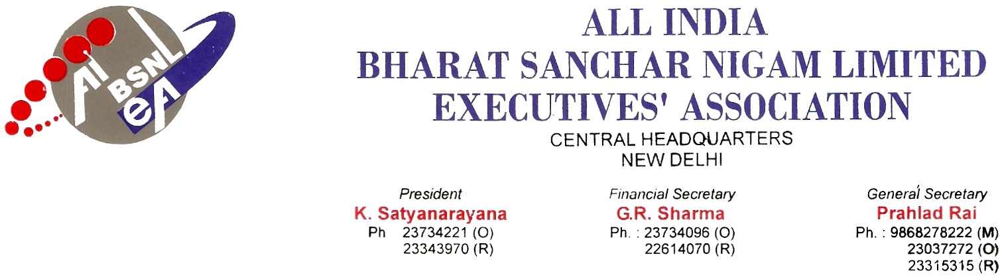 AI
BSNL
eA
ALL INDIA
BHARAT SANCHAR NIGAM LIMITED
EXECUTIVES' ASSOCIATION
CENTRAL HEADQUARTERS
NEW DELHI
President
K. Satyanarayana
Ph 23734221 (O)
23343970 (R)
Financial Secretary
G.R. Sharma
Ph. : 23734096 (O)
22614070 (R)
General Secretary
Prahlad Rai
Ph. : 9868278222 (M)
23037272 (O)
23315315 (R)